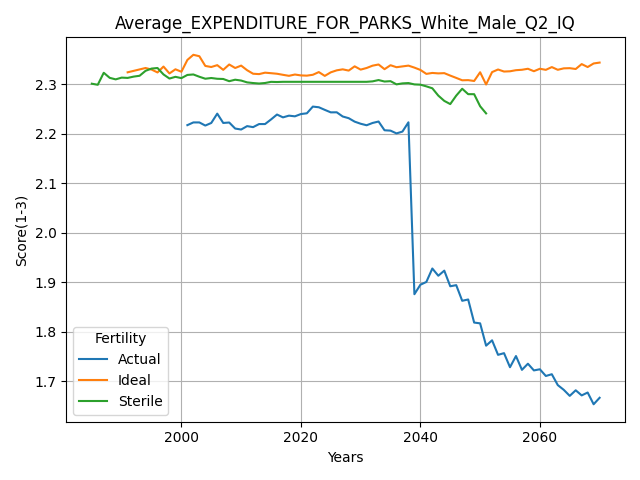 Average_EXPENDITURE_FOR_PARKS_White_Male_Q2_IQ
Score(1-3)
2.3
2.2
2.1
2.0
1.9
1.8
1.7
Fertility
Actual
Ideal
Sterile
2000
2020
2040
2060
Years